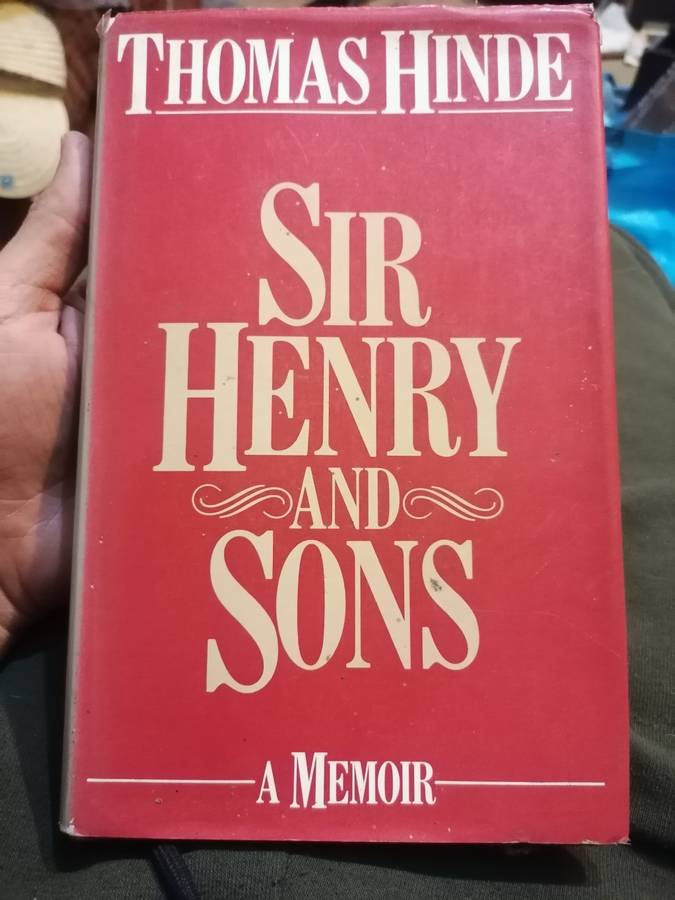 THOMAS HINDE
SIR
HENRY
AND
SONS
A MEMOIR